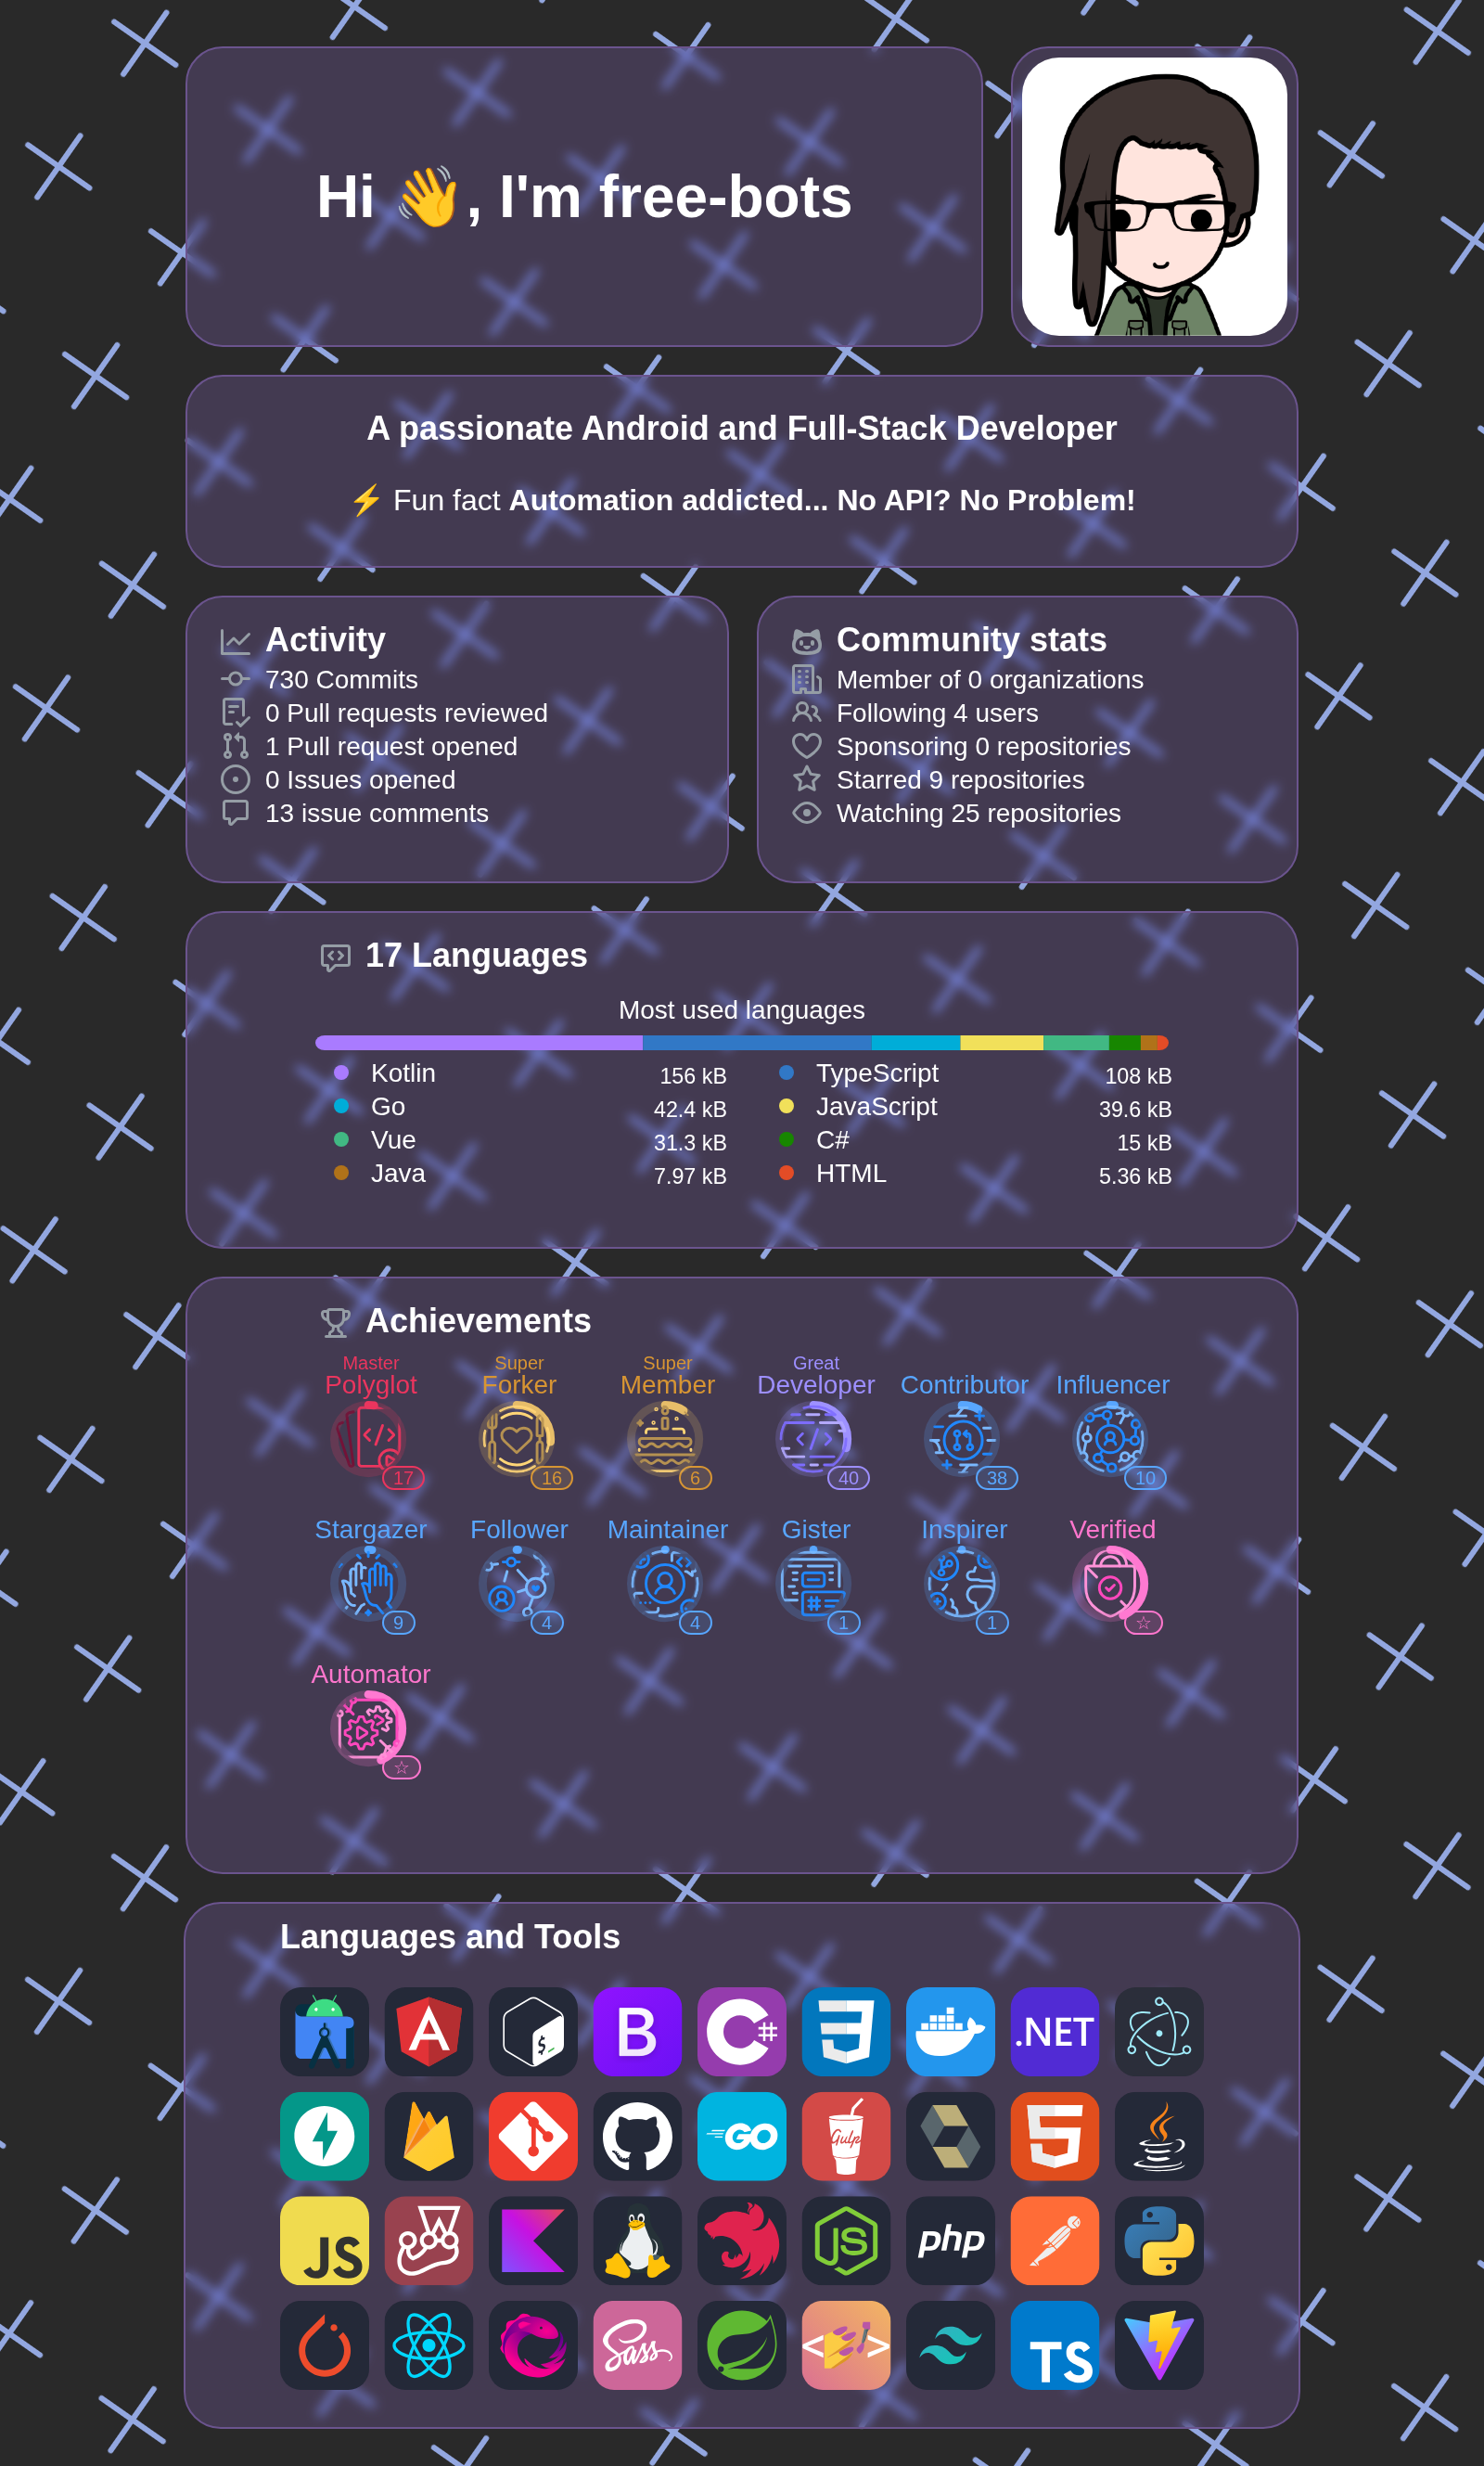 Hi 👋, I'm free-bots
A passionate Android and Full-Stack Developer
⚡ Fun fact Automation addicted... No API? No Problem!
Activity
730 Commits
0 Pull requests reviewed
1 Pull request opened
0 Issues opened
13 issue comments
Community stats
Member of 0 organizations
Following 4 users
Sponsoring 0 repositories
Starred 9 repositories
Watching 25 repositories
17 Languages
Most used languages
Kotlin 156 kB TypeScript 108 kB
Go 42.4 kB JavaScript 39.6 kB
Vue 31.3 kB C# 15 kB
Java 7.97 kB HTML 5.36 kB
Achievements
Master Super Super Great
Polyglot Forker Member Developer Contributor Influencer
17 16 6 40 38 10
Stargazer Follower Maintainer Gister Inspirer Verified
9 4 4 1 1 ☆
Automator
☆
Languages and Tools
$ B C# 3 .NET
GO Gulp 5
JS JS php
Sass TS